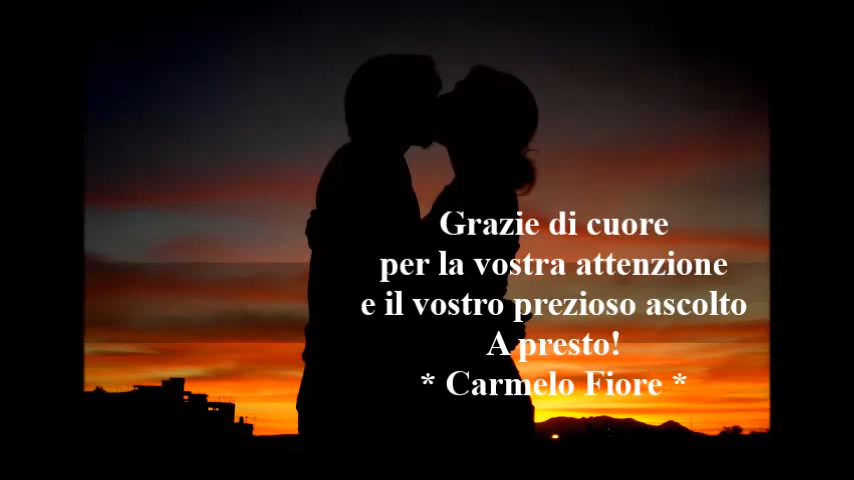 Grazie di cuore
per la vostra attenzione
e il vostro prezioso ascolto
A presto!
* Carmelo Fiore *